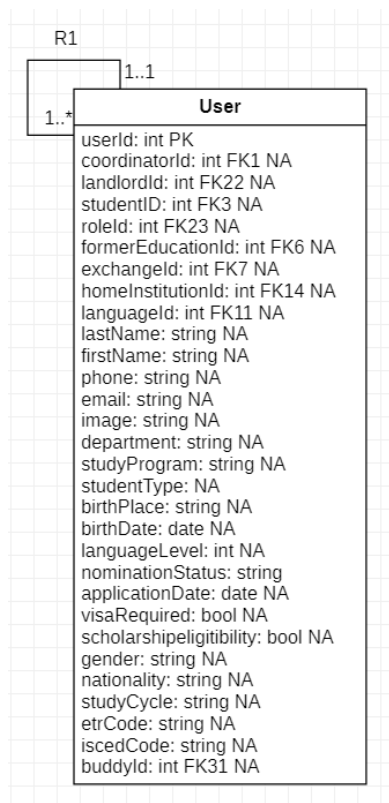 R1
1..1
1..*
User
userId: int PK
coordinatorId: int FK1 NA
landlordId: int FK22 NA
studentID: int FK3 NA
roleId: int FK23 NA
formerEducationId: int FK6 NA
exchangeId: int FK7 NA
homeInstitutionId: int FK14 NA
languageId: int FK11 NA
lastName: string NA
firstName: string NA
phone: string NA
email: string NA
image: string NA
department: string NA
studyProgram: string NA
studentType: NA
birthPlace: string NA
birthDate: date NA
languageLevel: int NA
nominationStatus: string
applicationDate: date NA
visaRequired: bool NA
scholarshipeligitibility: bool NA
gender: string NA
nationality: string NA
studyCycle: string NA
etrCode: string NA
iscedCode: string NA
buddyId: int FK31 NA